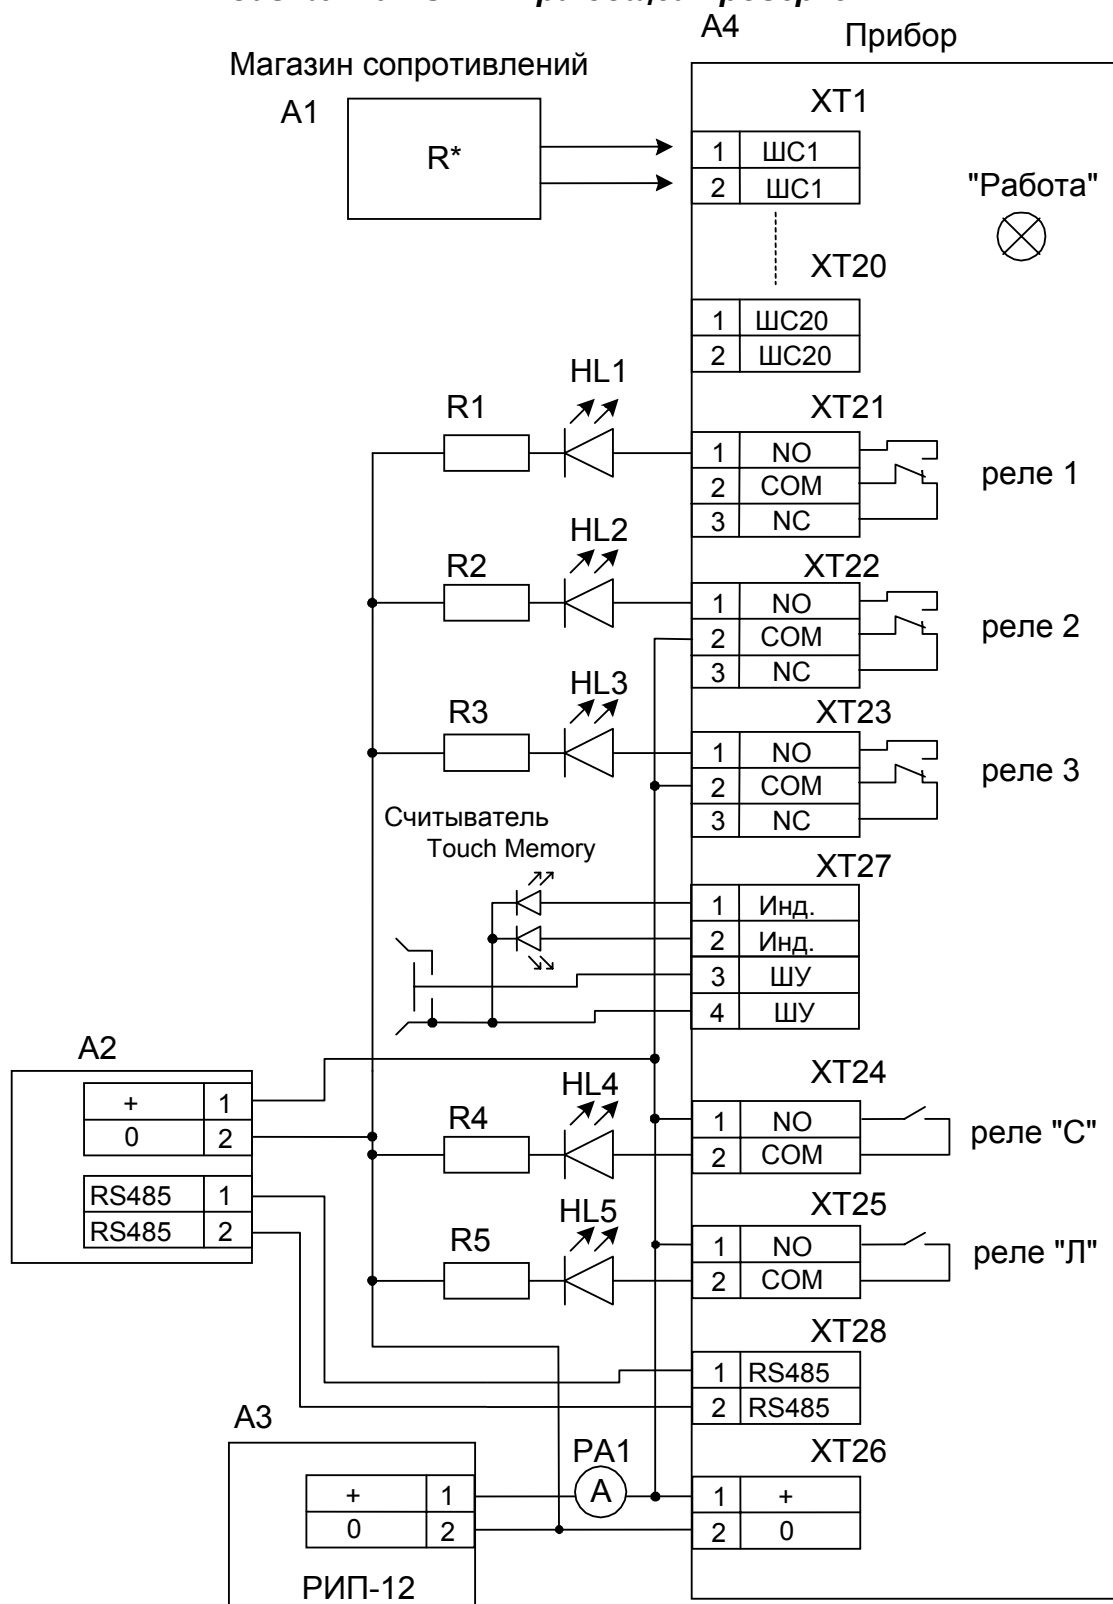 А4
Прибор
Магазин сопротивлений
А1
R*
XT1
1 ШС1
2 ШС1
"Работа"
XT20
1 ШС20
2 ШС20
HL1
R1
XT21
1 NO
2 COM
3 NC
реле 1
HL2
R2
XT22
1 NO
2 COM
3 NC
реле 2
HL3
R3
XT23
1 NO
2 COM
3 NC
реле 3
Считыватель
Touch Memory
XT27
1 Инд.
2 Инд.
3 ШУ
4 ШУ
А2
+ 1
0 2
RS485 1
RS485 2
HL4
R4
XT24
1 NO
2 COM
реле "С"
HL5
R5
XT25
1 NO
2 COM
реле "Л"
XT28
1 RS485
2 RS485
А3
+ 1
0 2
РИП-12
PA1
A
XT26
1 +
2 0